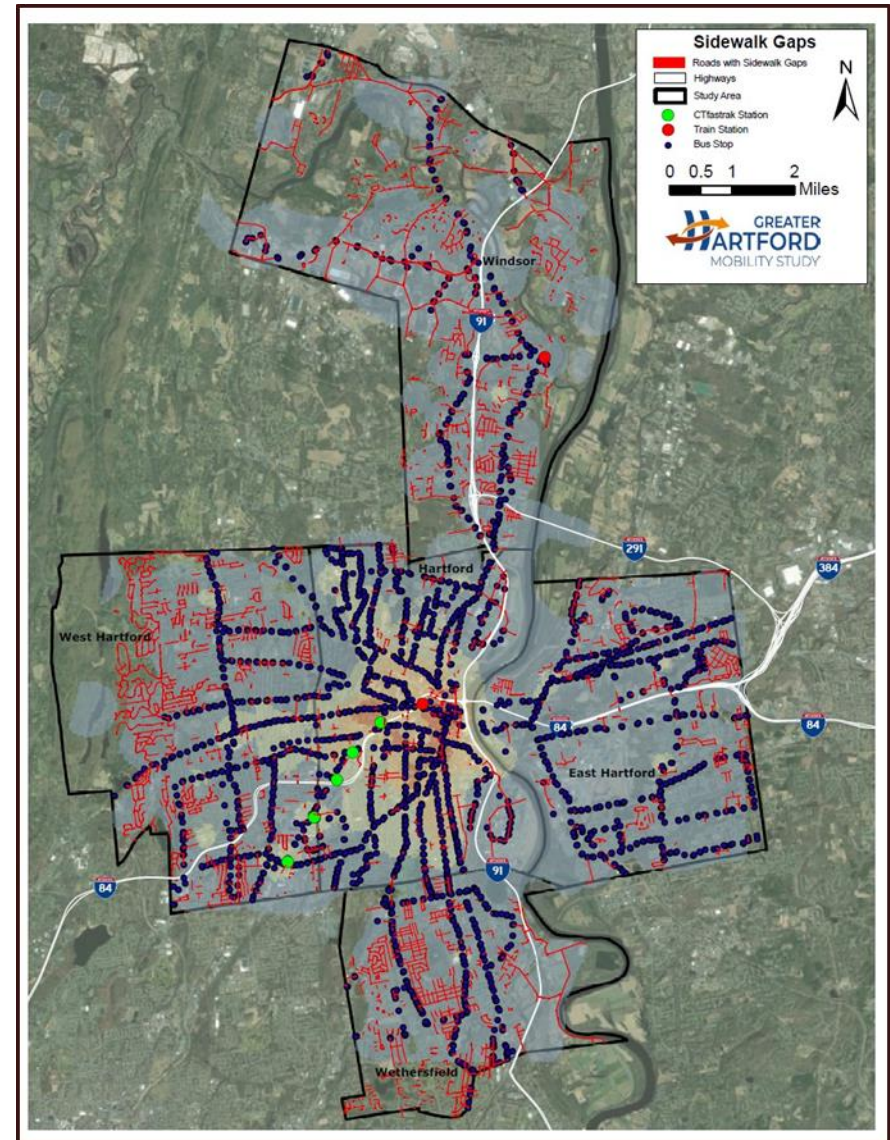 Sidewalk Gaps
Roads with Sidewalk Gaps
Highways
Study Area
CTfastrak Station
Train Station
Bus Stop
N
0 0.5 1 2
Miles
GREATER
HARTFORD
MOBILITY STUDY
Windsor
91
Hartford
291
384
West Hartford
84
84
East Hartford
91
84
Wethersfield